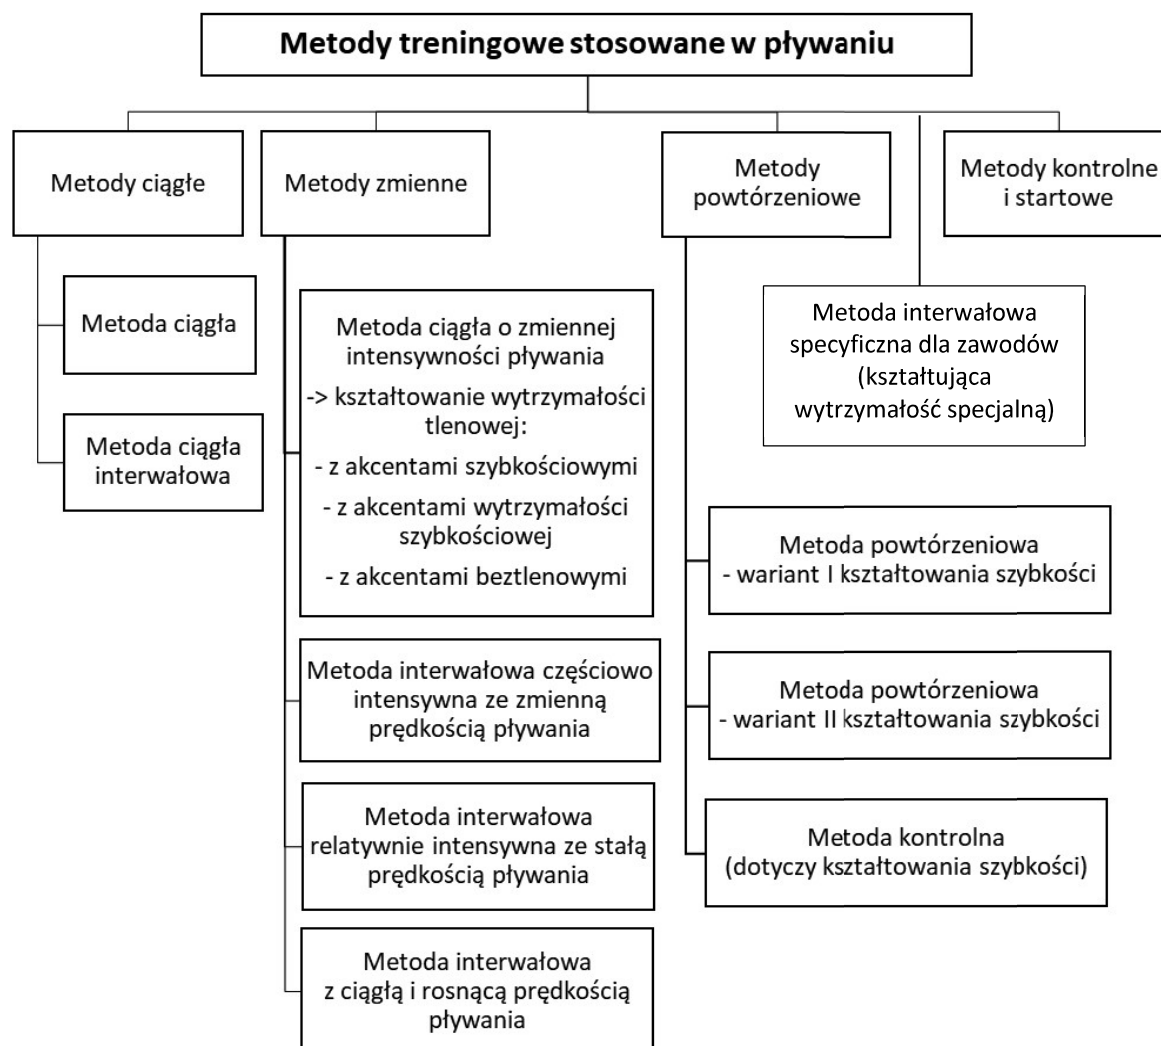 Metody treningowe stosowane w pływaniu
Metody ciągłe
Metoda ciągła
Metoda ciągła
interwałowa
Metody zmienne
Metoda ciągła o zmiennej
intensywności pływania
-> kształtowanie wytrzymałości
tlenowej:
- z akcentami szybkościowymi
- z akcentami wytrzymałości
szybkościowej
- z akcentami beztlenowymi
Metoda interwałowa częściowo
intensywna ze zmienną
prędkością pływania
Metoda interwałowa
relatywnie intensywna ze stałą
prędkością pływania
Metoda interwałowa
z ciągłą i rosnącą prędkością
pływania
Metody
powtórzeniowe
Metoda powtórzeniowa
- wariant I kształtowania szybkości
Metoda powtórzeniowa
- wariant II kształtowania szybkości
Metoda kontrolna
(dotyczy kształtowania szybkości)
Metoda interwałowa
specyficzna dla zawodów
(kształtująca
wytrzymałość specjalną)
Metody kontrolne
i startowe